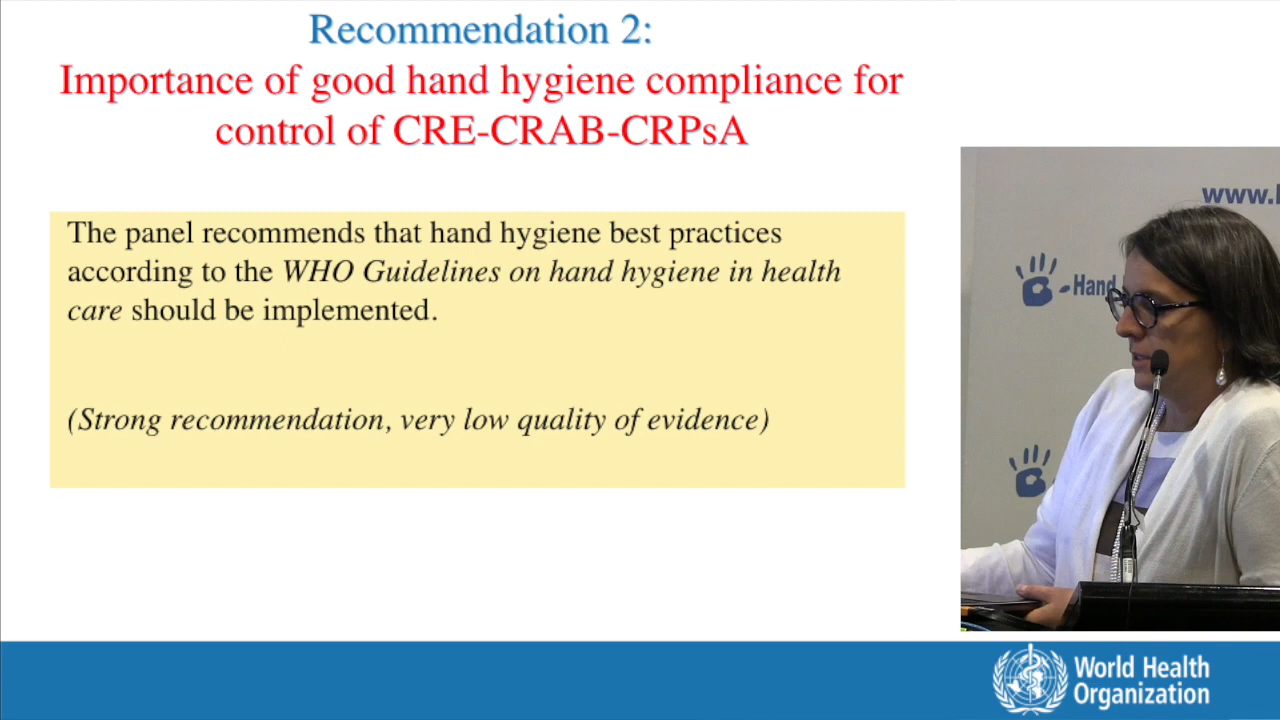 Recommendation 2:
Importance of good hand hygiene compliance for
control of CRE-CRAB-CRPsA
The panel recommends that hand hygiene best practices
according to the WHO Guidelines on hand hygiene in health
care should be implemented.
(Strong recommendation, very low quality of evidence)
www.
-Hand
World Health
Organization